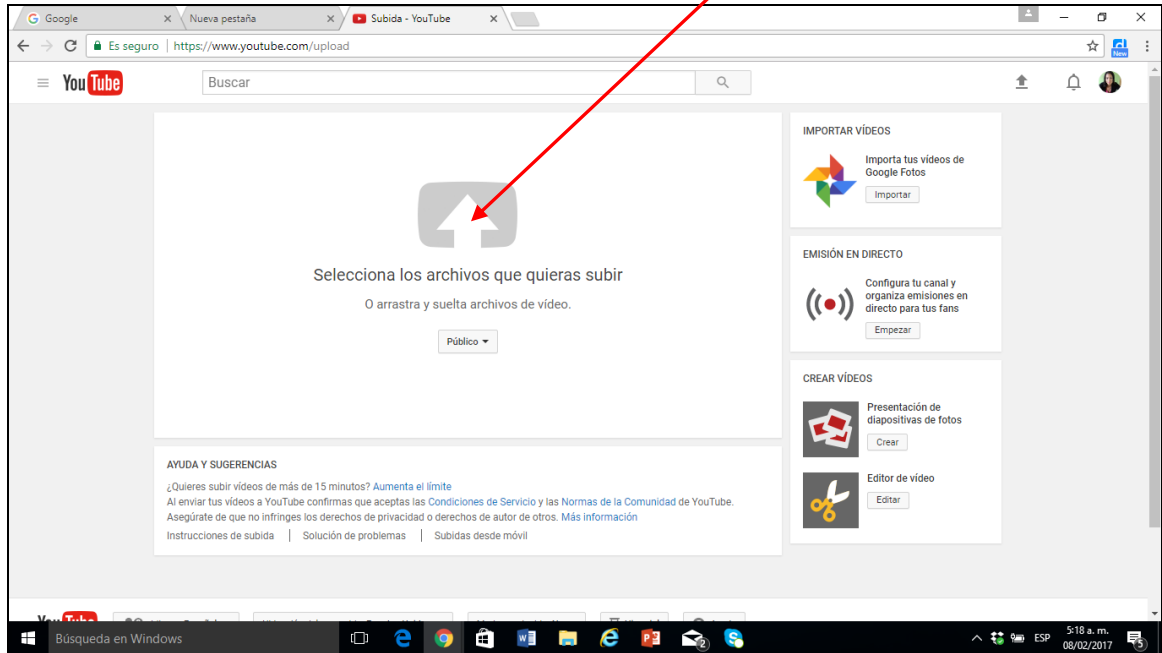 Google
Nueva pestaña
Subida - YouTube
Es seguro
https://www.youtube.com/upload
New
YouTube
Buscar
Selecciona los archivos que quieras subir
O arrastra y suelta archivos de vídeo.
Público
IMPORTAR VÍDEOS
Importa tus vídeos de
Google Fotos
Importar
EMISIÓN EN DIRECTO
Configura tu canal y
organiza emisiones en
directo para tus fans
Empezar
CREAR VÍDEOS
Presentación de
diapositivas de fotos
Crear
Editor de vídeo
Editar
AYUDA Y SUGERENCIAS
¿Quieres subir vídeos de más de 15 minutos? Aumenta el límite
Al enviar tus vídeos a YouTube confirmas que aceptas las Condiciones de Servicio y las Normas de la Comunidad de YouTube.
Asegúrate de que no infringes los derechos de privacidad o derechos de autor de otros. Más información
Instrucciones de subida | Solución de problemas | Subidas desde móvil
YouTube
Búsqueda en Windows
2
ESP
5:18 a. m.
08/02/2017
5